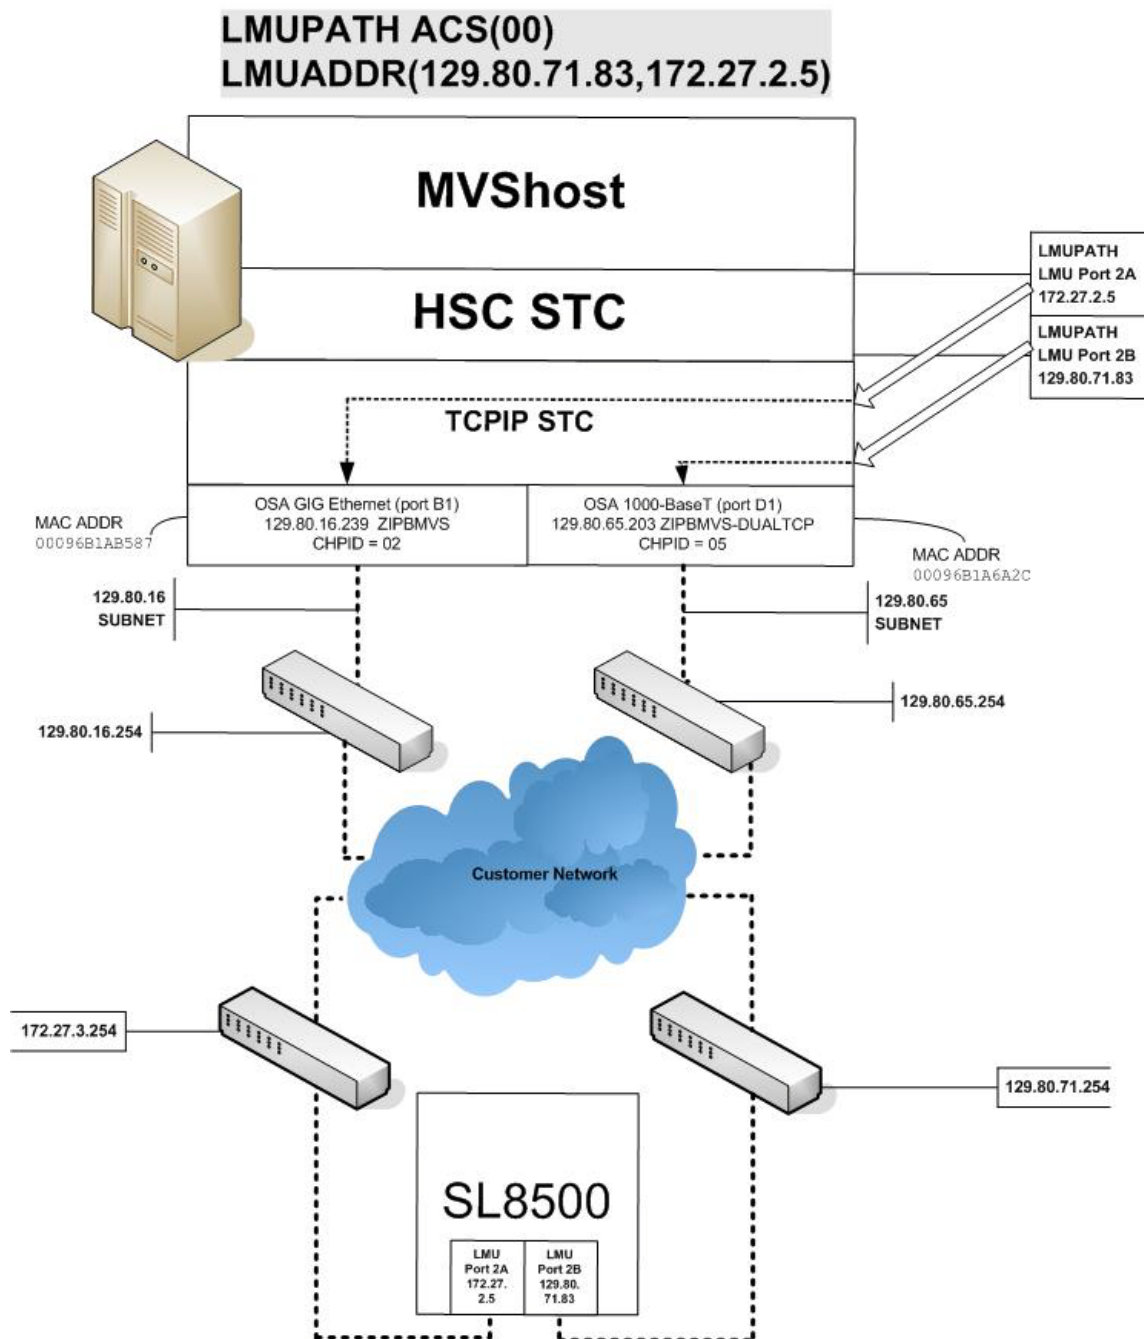 LMUPATH ACS(00)
LMUADDR(129.80.71.83,172.27.2.5)
MVShost
HSC STC
LMUPATH
LMU Port 2A
172.27.2.5
LMUPATH
LMU Port 2B
129.80.71.83
TCPIP STC
OSA GIG Ethernet (port B1)
129.80.16.239 ZIPBMVS
CHPID = 02
OSA 1000-BaseT (port D1)
129.80.65.203 ZIPBMVS-DUALTCP
CHPID = 05
MAC ADDR
00096B1AB587
MAC ADDR
00096B1A6A2C
129.80.16
SUBNET
129.80.65
SUBNET
129.80.16.254
129.80.65.254
Customer Network
172.27.3.254
129.80.71.254
SL8500
LMU
Port 2A
172.27.
2.5
LMU
Port 2B
129.80.
71.83